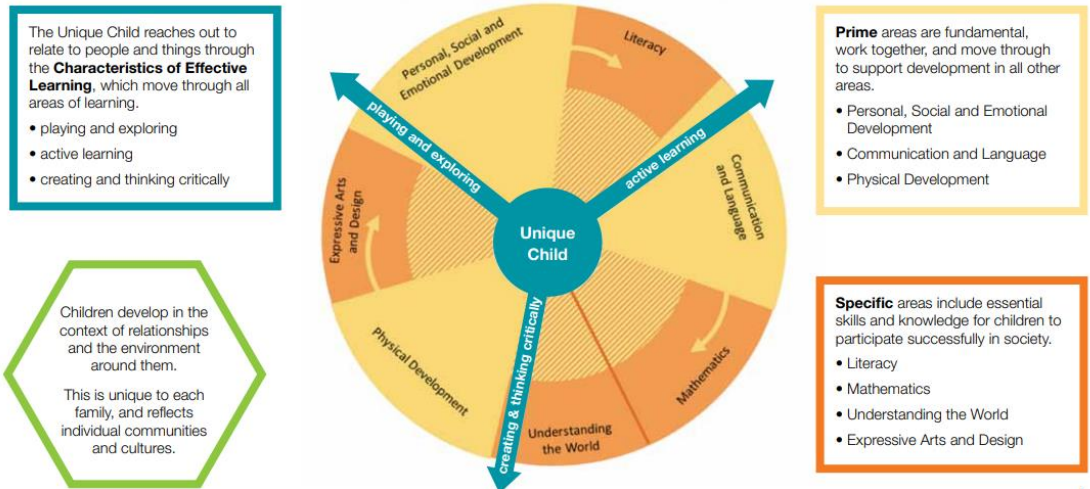 The Unique Child reaches out to
relate to people and things through
the Characteristics of Effective
Learning, which move through all
areas of learning.
• playing and exploring
• active learning
• creating and thinking critically
Children develop in the
context of relationships
and the environment
around them.
This is unique to each
family, and reflects
individual communities
and cultures.
Personal, Social and
Emotional Development
Literacy
playing and exploring
active learning
Communication
and Language
Expressive Arts
and Design
Unique
Child
Physical Development
creating & thinking critically
Mathematics
Understanding
the World
Prime areas are fundamental,
work together, and move through
to support development in all other
areas.
• Personal, Social and Emotional
Development
• Communication and Language
• Physical Development
Specific areas include essential
skills and knowledge for children to
participate successfully in society.
• Literacy
• Mathematics
• Understanding the World
• Expressive Arts and Design